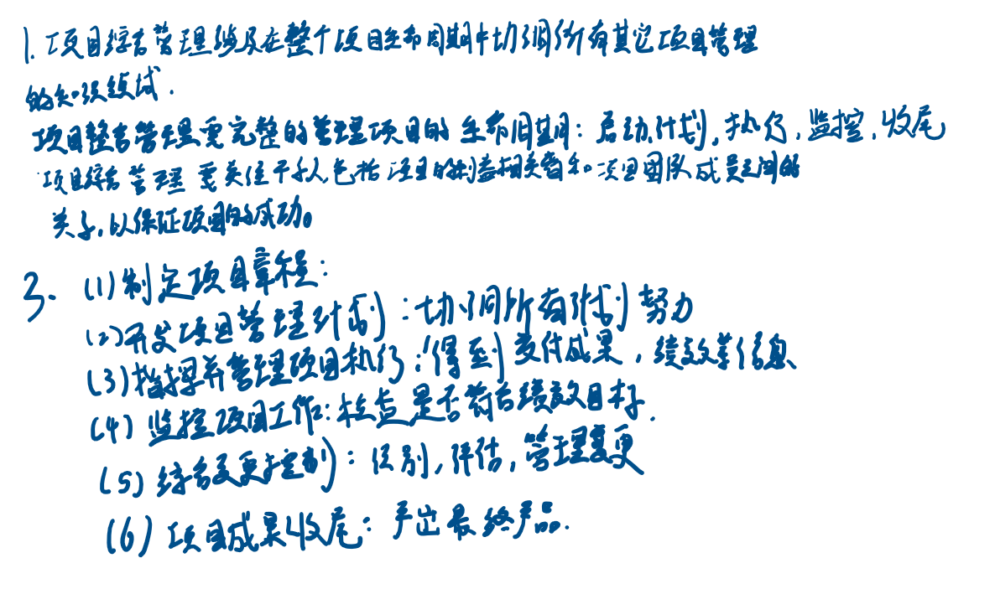 1. 项目综合管理涉及在整个项目生命周期中协调所有其它项目管理
的知识领域.
项目整合管理需完整的管理项目的生命周期: 启动,计划,执行,监控,收尾
项目综合管理需关注干系人,包括项目的利益相关者和项目团队成员之间的
关系,以保证项目的成功。
3. (1)制定项目章程:
(2)开发项目管理计划:协调所有计划努力
(3)指挥并管理项目执行:得到交付成果,绩效等信息
(4)监控项目工作:检查是否符合绩效目标.
(5)综合变更控制:识别,评估,管理变更
(6)项目成果收尾:产出最终产品.